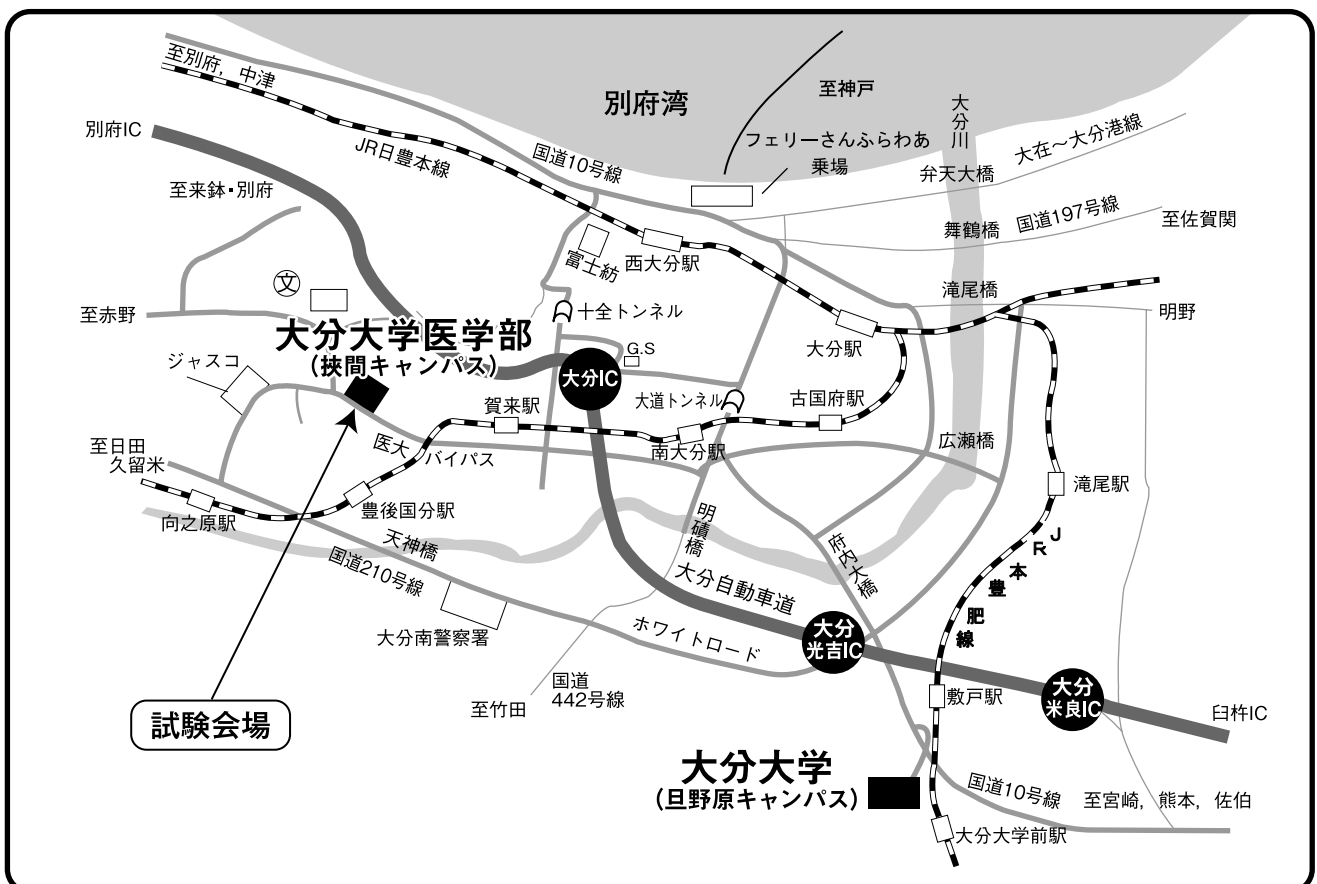 至別府，中津
別府湾
至神戸
大分川
フェリーさんふらわあ
乗場
大在～大分港線
別府IC
JR日豊本線
国道10号線
弁天大橋
至来鉢・別府
国道197号線
舞鶴橋
至佐賀関
富士紡
西大分駅
文
滝尾橋
至赤野
十全トンネル
明野
大分大学医学部
(挾間キャンパス)
大分駅
G.S
ジャスコ
大分IC
大道トンネル
古国府駅
賀来駅
医大バイパス
南大分駅
広瀬橋
至日田
久留米
滝尾駅
向之原駅
豊後国分駅
天神橋
明磧橋
府内大橋
JR豊肥本線
国道210号線
大分自動車道
大分南警察署
ホワイトロード
大分
光吉IC
国道
442号線
至竹田
敷戸駅
大分
米良IC
臼杵IC
試験会場
大分大学
(旦野原キャンパス)
国道10号線
至宮崎，熊本，佐伯
大分大学前駅